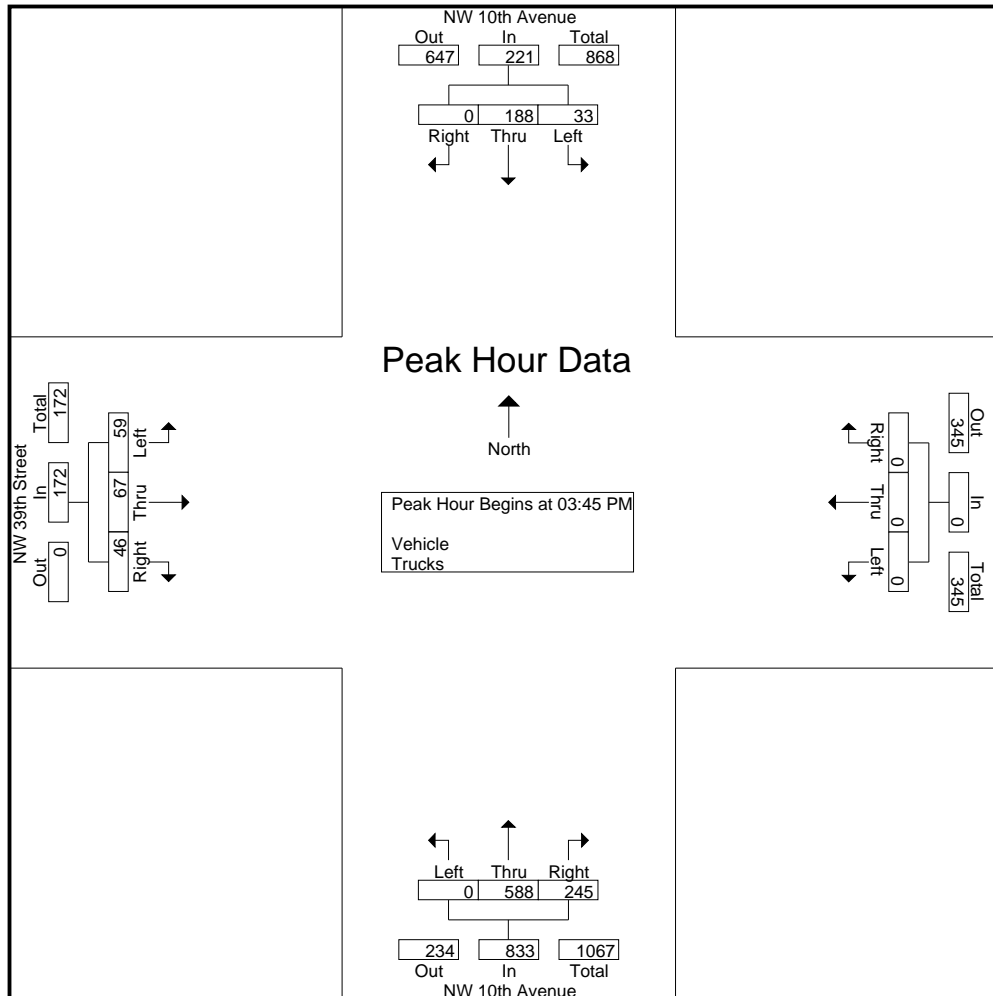 NW 10th Avenue
Out In Total
647 221 868
0 188 33
Right Thru Left
Peak Hour Data
North
Peak Hour Begins at 03:45 PM
Vehicle
Trucks
NW 39th Street
Out In Total
0 172 172
46 67 59
Right Thru Left
Right Thru Left
0 0 0
Out In Total
345 0 345
Left Thru Right
0 588 245
234 833 1067
Out In Total
NW 10th Avenue